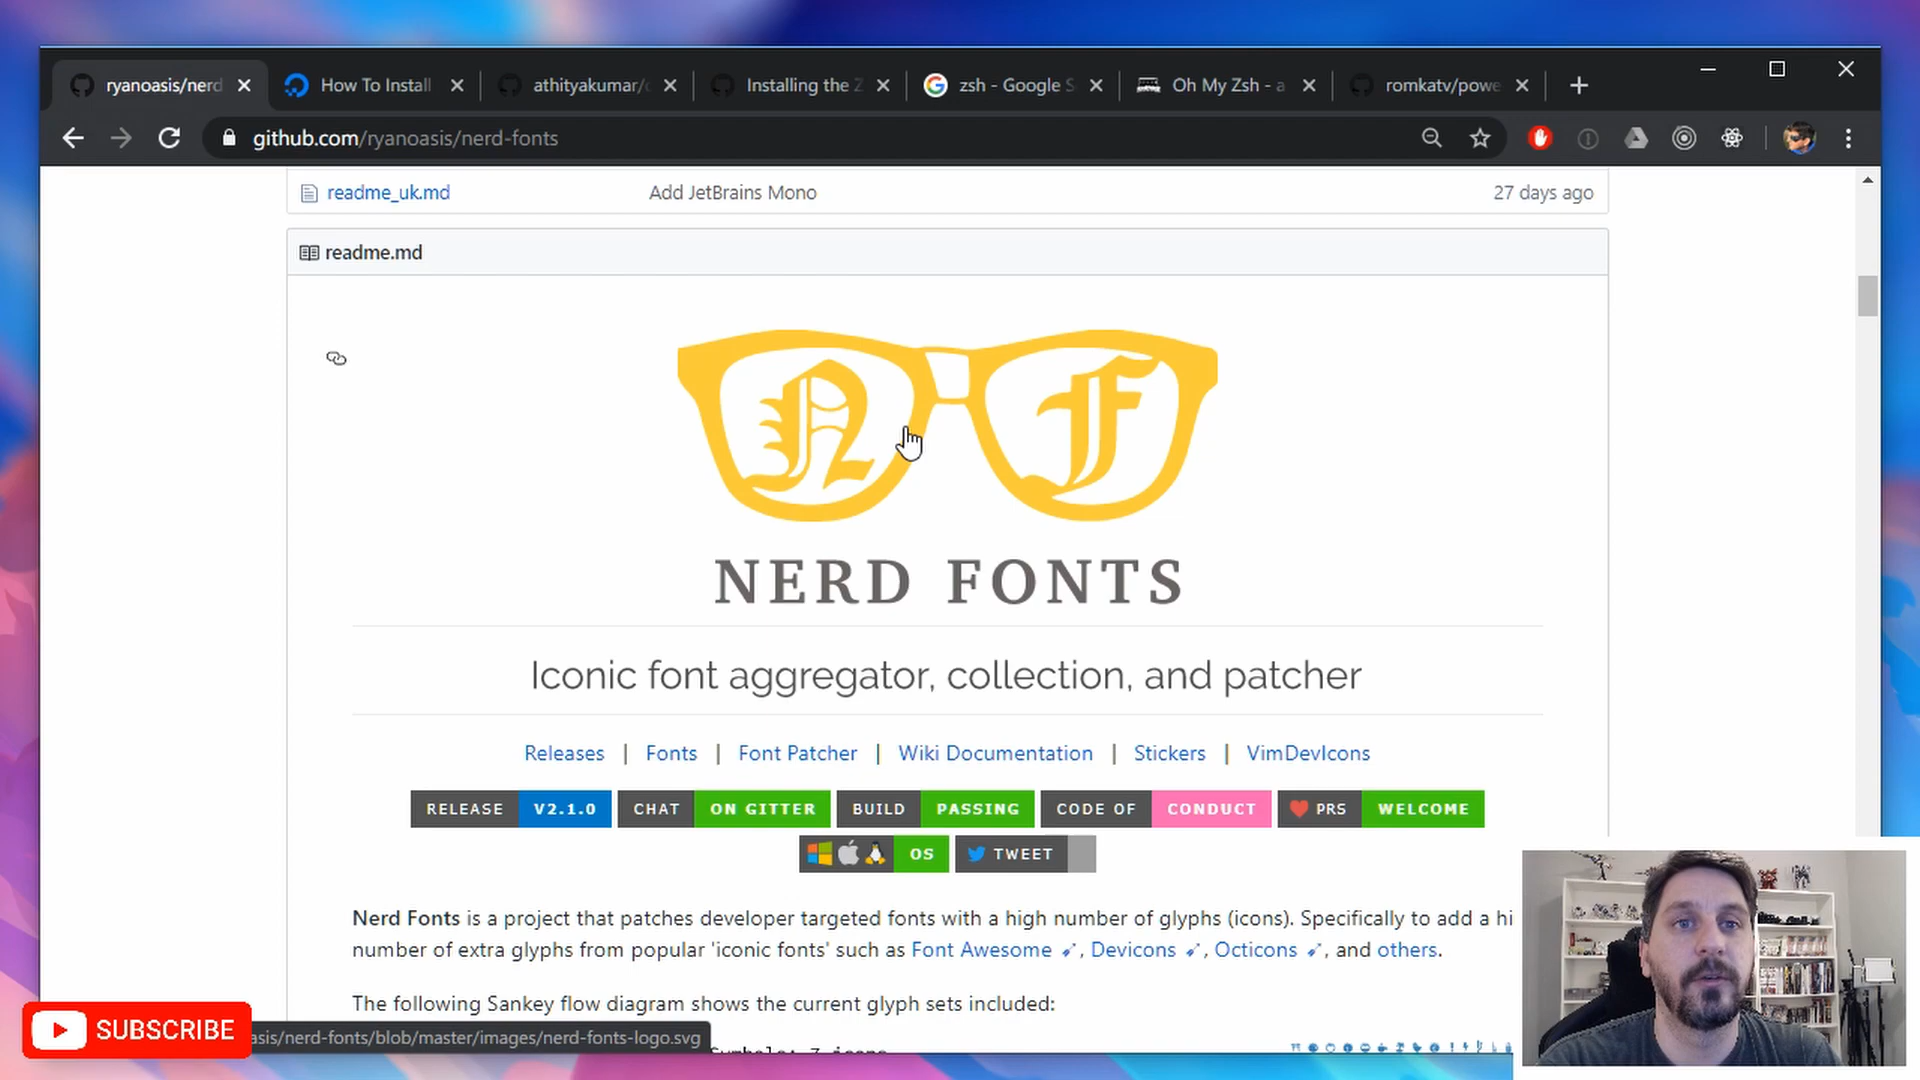 ryanoasis/nerd
How To Install
athityakumar/c
Installing the Z
zsh - Google S
Oh My Zsh - a
romkatv/powe
github.com/ryanoasis/nerd-fonts
readme_uk.md Add JetBrains Mono 27 days ago
readme.md
N F
NERD FONTS
Iconic font aggregator, collection, and patcher
Releases | Fonts | Font Patcher | Wiki Documentation | Stickers | VimDevIcons
RELEASE V2.1.0 CHAT ON GITTER BUILD PASSING CODE OF CONDUCT PRS WELCOME
OS TWEET
Nerd Fonts is a project that patches developer targeted fonts with a high number of glyphs (icons). Specifically to add a hi
number of extra glyphs from popular 'iconic fonts' such as Font Awesome, Devicons, Octicons, and others.
The following Sankey flow diagram shows the current glyph sets included:
SUBSCRIBE
asis/nerd-fonts/blob/master/images/nerd-fonts-logo.svg